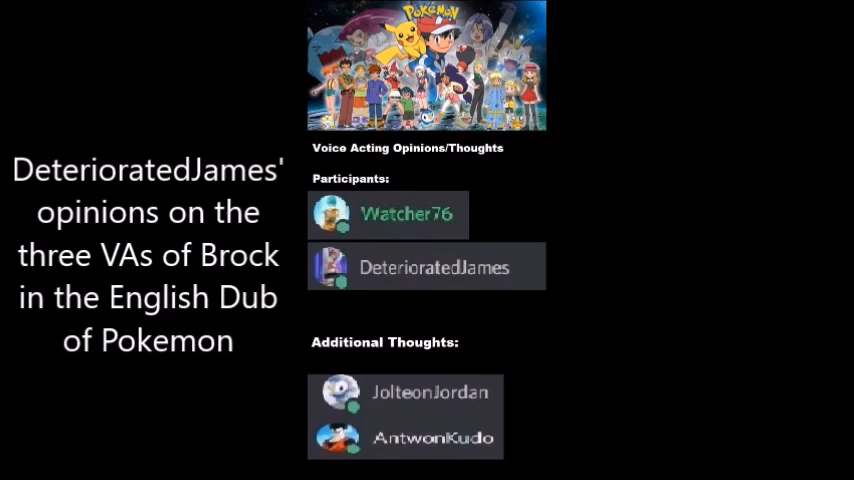 POKéMON
Voice Acting Opinions/Thoughts
Participants:
Watcher76
DeterioratedJames
DeterioratedJames'
opinions on the
three VAs of Brock
in the English Dub
of Pokemon
Additional Thoughts:
JolteonJordan
AntwonKudo